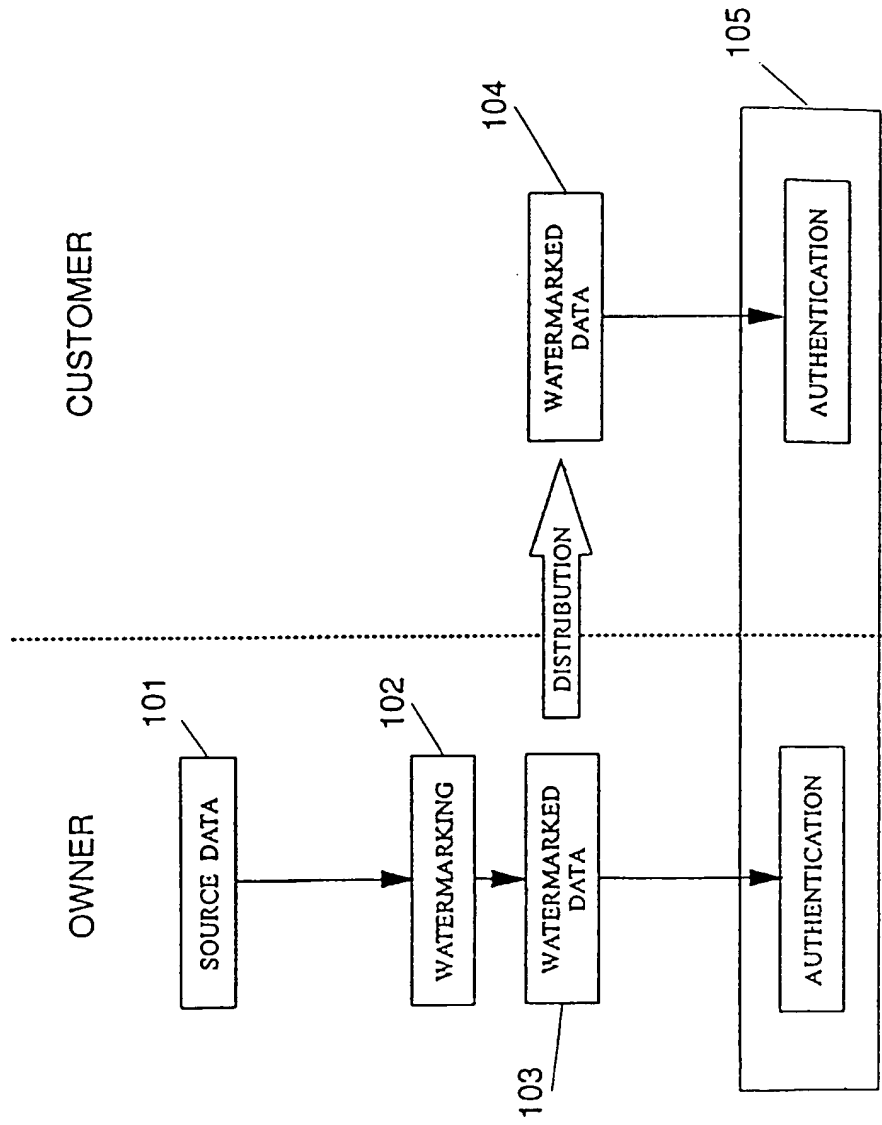 OWNER
CUSTOMER
101
SOURCE DATA
102
WATERMARKING
103
WATERMARKED
DATA
DISTRIBUTION
104
WATERMARKED
DATA
105
AUTHENTICATION
AUTHENTICATION